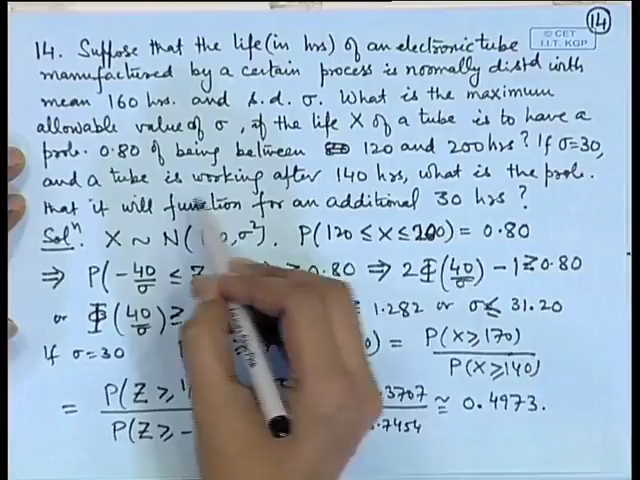 14
© CET
I.I.T. KGP
14. Suppose that the life (in hrs) of an electronic tube
manufactured by a certain process is normally distd with
mean 160 hrs. and s.d. σ. What is the maximum
allowable value of σ, if the life X of a tube is to have a
prob. 0.80 of being between 120 and 200 hrs? If σ=30,
and a tube is working after 140 hrs, what is the prob.
that it will function for an additional 30 hrs?
Solⁿ X ~ N( 0, σ²). P(120 ≤ X ≤ 200) = 0.80
⇒ P(-40/σ ≤ Z ≥ 0.80 ⇒ 2Φ(40/σ) - 1 ≥ 0.80
or Φ(40/σ) ≥ 1.282 or σ ≤ 31.20
If σ=30 ) = P(X ≥ 170) / P(X ≥ 140)
= P(Z ≥ / P(Z ≥ - .3707 / .7454 ≅ 0.4973.